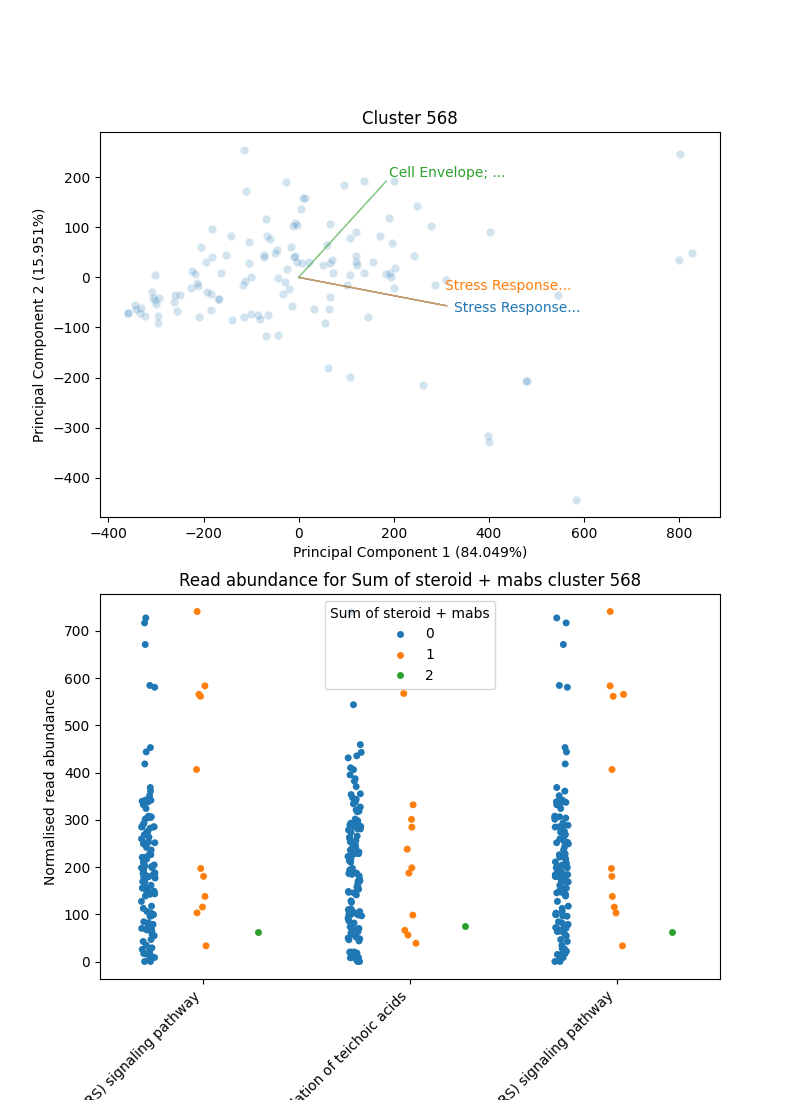 Cluster 568
Cell Envelope; ...
Stress Response...
Stress Response...
Principal Component 2 (15.951%)
200
100
0
−100
−200
−300
−400
−400
−200
0
200
400
600
800
Principal Component 1 (84.049%)
Read abundance for Sum of steroid + mabs cluster 568
Sum of steroid + mabs
0
1
2
Normalised read abundance
700
600
500
400
300
200
100
0
signaling pathway
of teichoic acids
signaling pathway